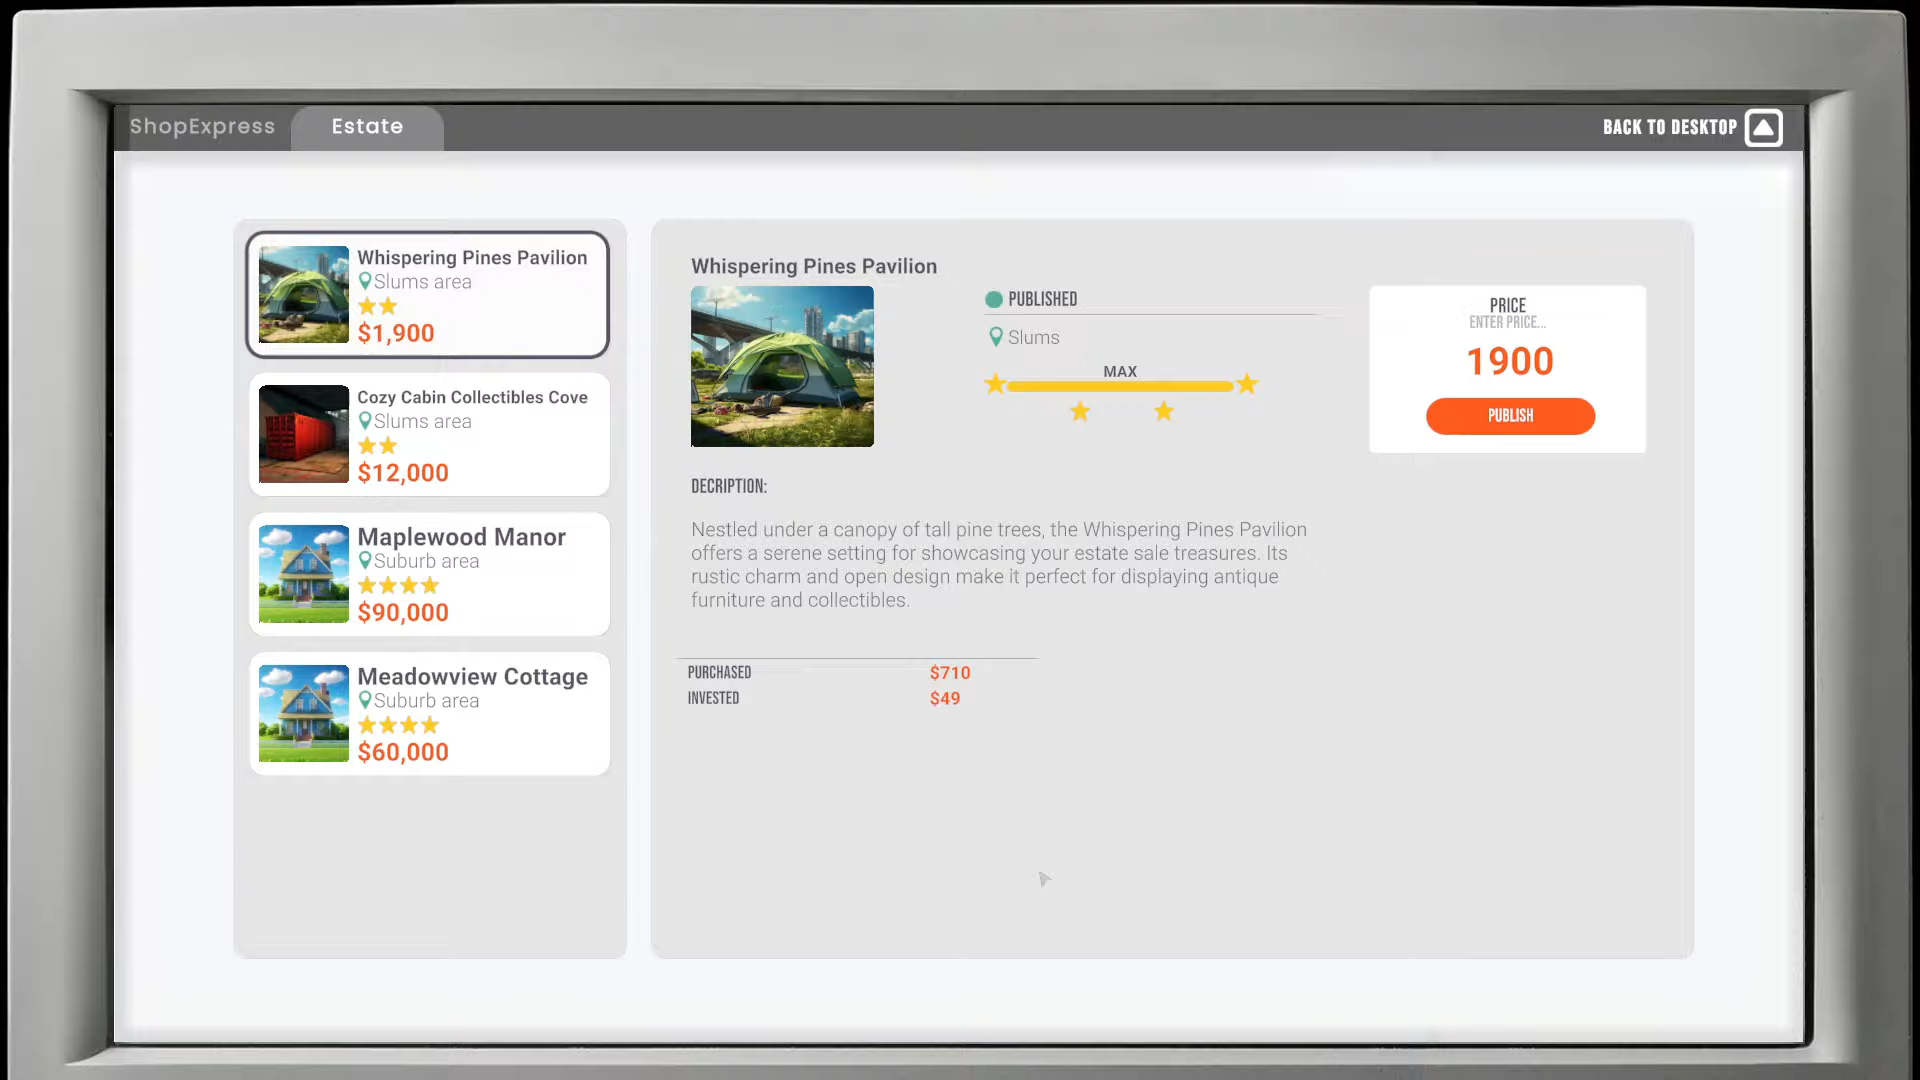 ShopExpress
Estate
BACK TO DESKTOP
Whispering Pines Pavilion
Slums area
$1,900
Cozy Cabin Collectibles Cove
Slums area
$12,000
Maplewood Manor
Suburb area
$90,000
Meadowview Cottage
Suburb area
$60,000
Whispering Pines Pavilion
PUBLISHED
Slums
MAX
PRICE
ENTER PRICE...
1900
PUBLISH
DECRIPTION:
Nestled under a canopy of tall pine trees, the Whispering Pines Pavilion
offers a serene setting for showcasing your estate sale treasures. Its
rustic charm and open design make it perfect for displaying antique
furniture and collectibles.
PURCHASED $710
INVESTED $49